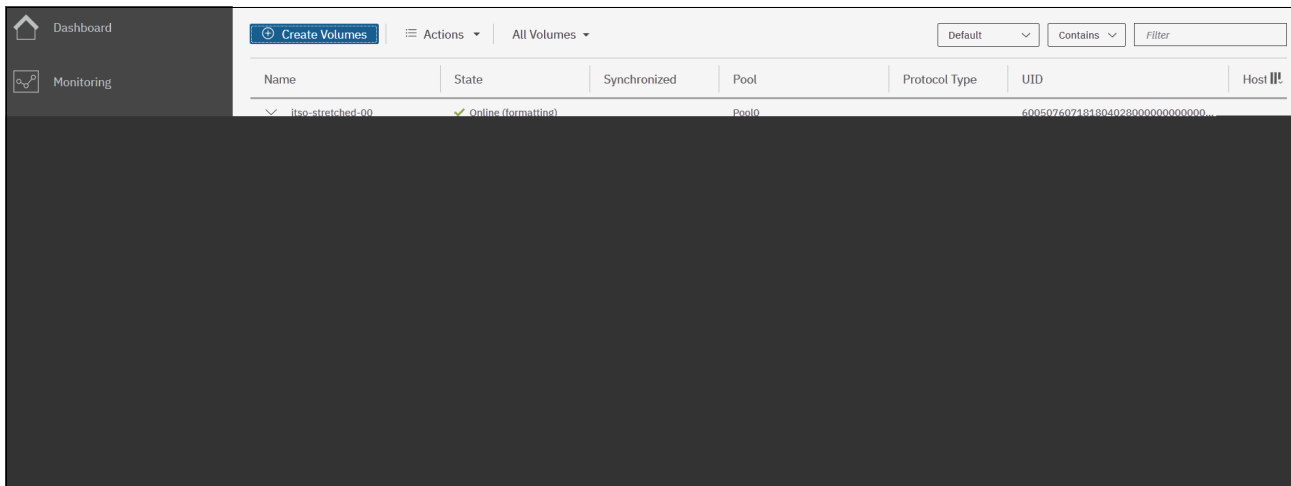 Dashboard
Create Volumes Actions All Volumes Default Contains Filter
Monitoring
Name State Synchronized Pool Protocol Type UID Host
itso-stretched-00 Online (formatting) Pool0